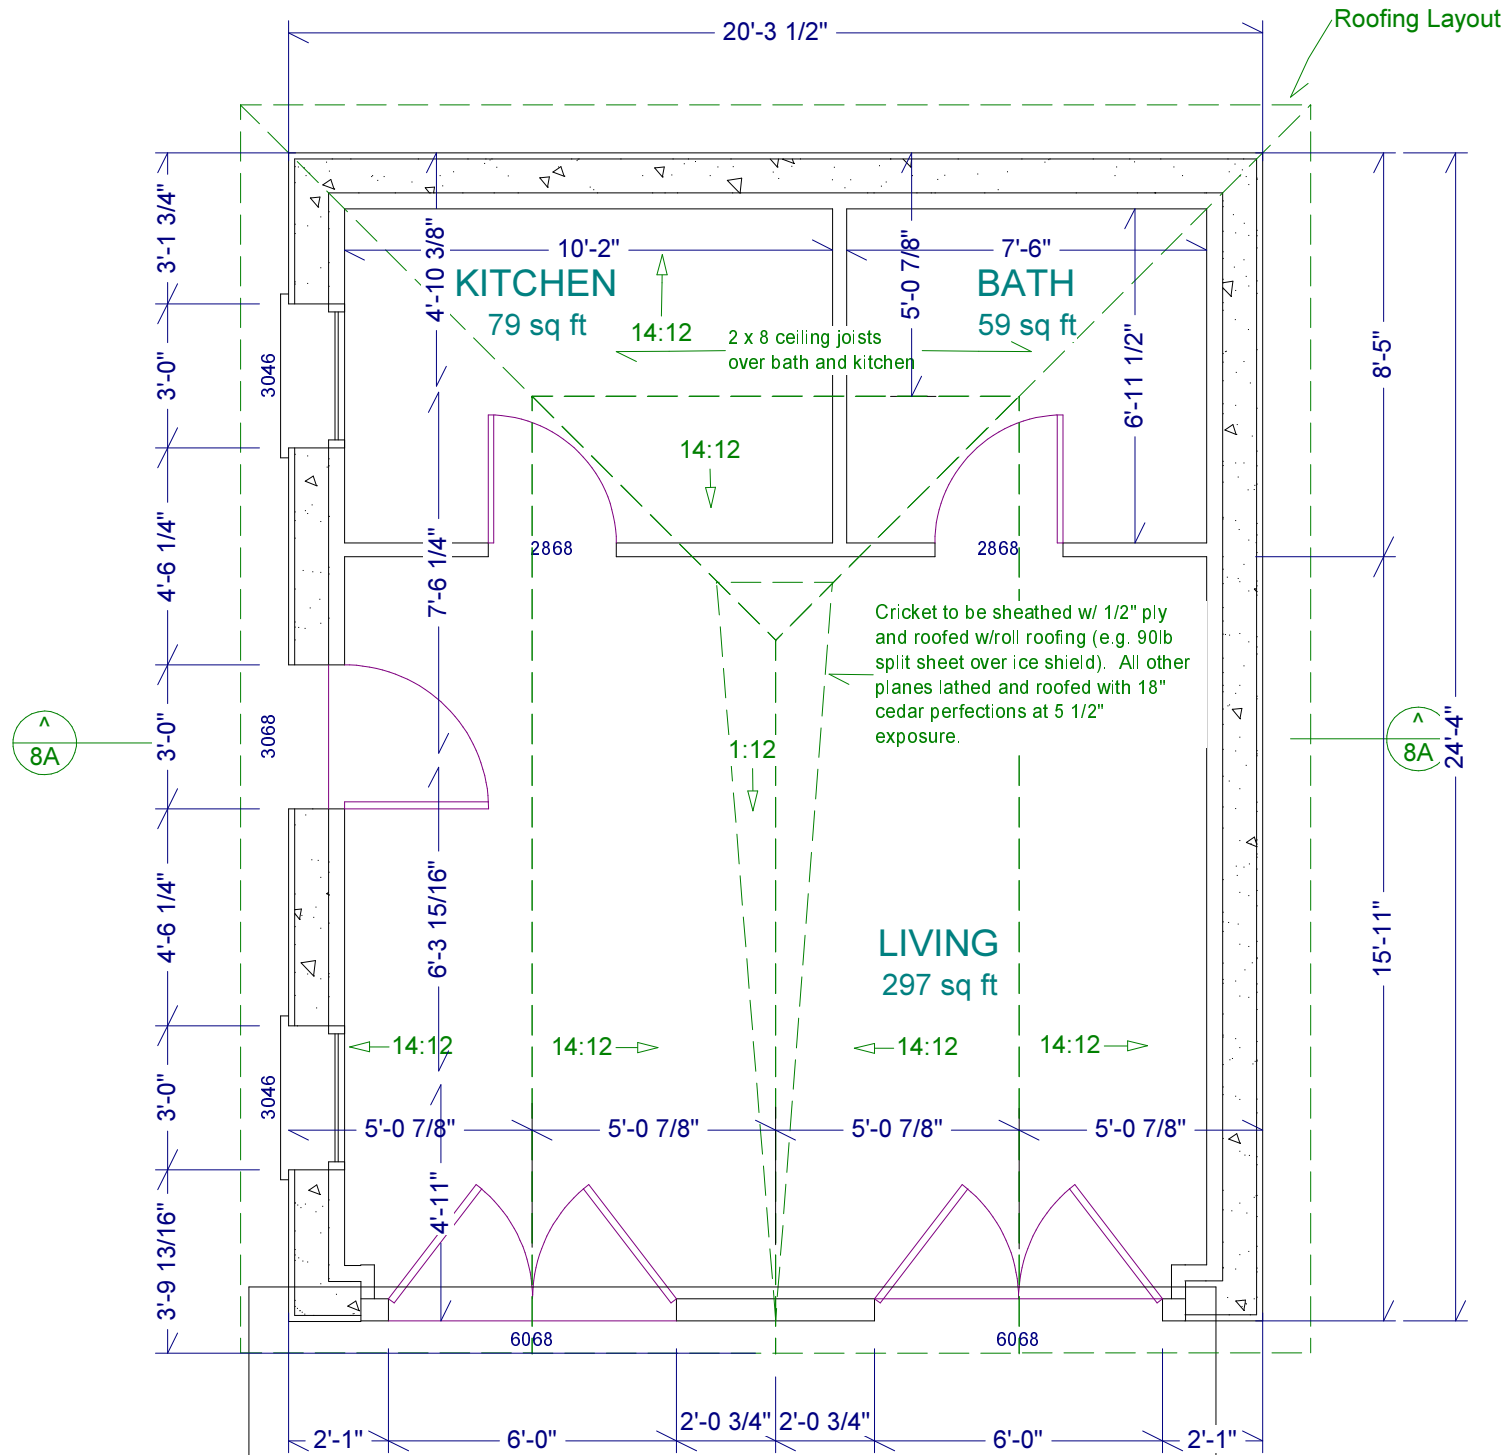 Roofing Layout
20'-3 1/2"
3'-1 3/4"
4'-10 3/8"
10'-2"
5'-0 7/8"
7'-6"
KITCHEN
79 sq ft
BATH
59 sq ft
14:12
2 x 8 ceiling joists
over bath and kitchen
6'-11 1/2"
8'-5"
3'-0"
3046
14:12
4'-6 1/4"
7'-6 1/4"
2868
2868
Cricket to be sheathed w/ 1/2" ply
and roofed w/roll roofing (e.g. 90lb
split sheet over ice shield). All other
planes lathed and roofed with 18"
cedar perfections at 5 1/2"
exposure.
^
8A
3'-0"
3068
1:12
^
8A
24'-4"
4'-6 1/4"
6'-3 15/16"
LIVING
297 sq ft
15'-11"
14:12
14:12
14:12
14:12
3'-0"
3046
5'-0 7/8"
5'-0 7/8"
5'-0 7/8"
5'-0 7/8"
4'-11"
3'-9 13/16"
6068
6068
2'-1"
6'-0"
2'-0 3/4"
2'-0 3/4"
6'-0"
2'-1"